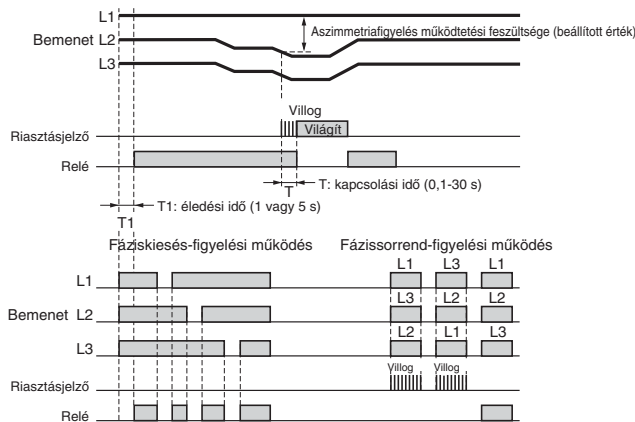 L1
Aszimmetriafigyelés működtetési feszültsége (beállított érték)
Bemenet L2
L3
Villog
Riasztásjelző
Világít
Relé
T
T: kapcsolási idő (0,1-30 s)
T1: éledési idő (1 vagy 5 s)
T1
Fáziskiesés-figyelési működés
Fázissorrend-figyelési működés
L1
L1 L3 L1
Bemenet L2
L3 L2 L2
L3
L2 L1 L3
Riasztásjelző
Villog Villog
Relé